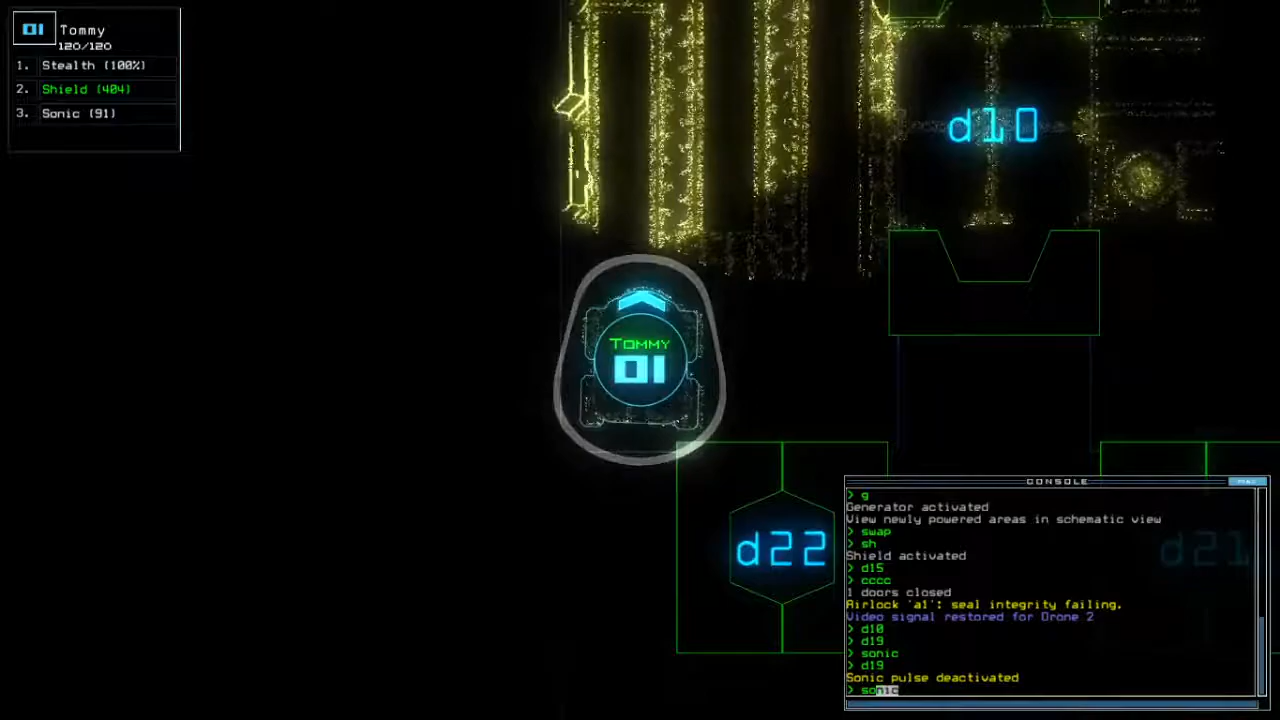 01 Tommy
120/120
1. Stealth (100%)
2. Shield (404)
3. Sonic (91)
d10
TOMMY
01
d22
d21
CONSOLE
> g
Generator activated
View newly powered areas in schematic view
> swap
> sh
Shield activated
> d15
> cccc
1 doors closed
Airlock 'a1': seal integrity failing.
Video signal restored for Drone 2
> d10
> d19
> sonic
> d19
Sonic pulse deactivated
> sonic